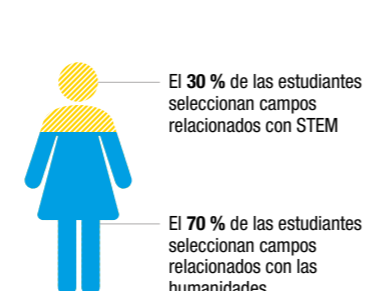 El 30 % de las estudiantes
seleccionan campos
relacionados con STEM
El 70 % de las estudiantes
seleccionan campos
relacionados con las
humanidades